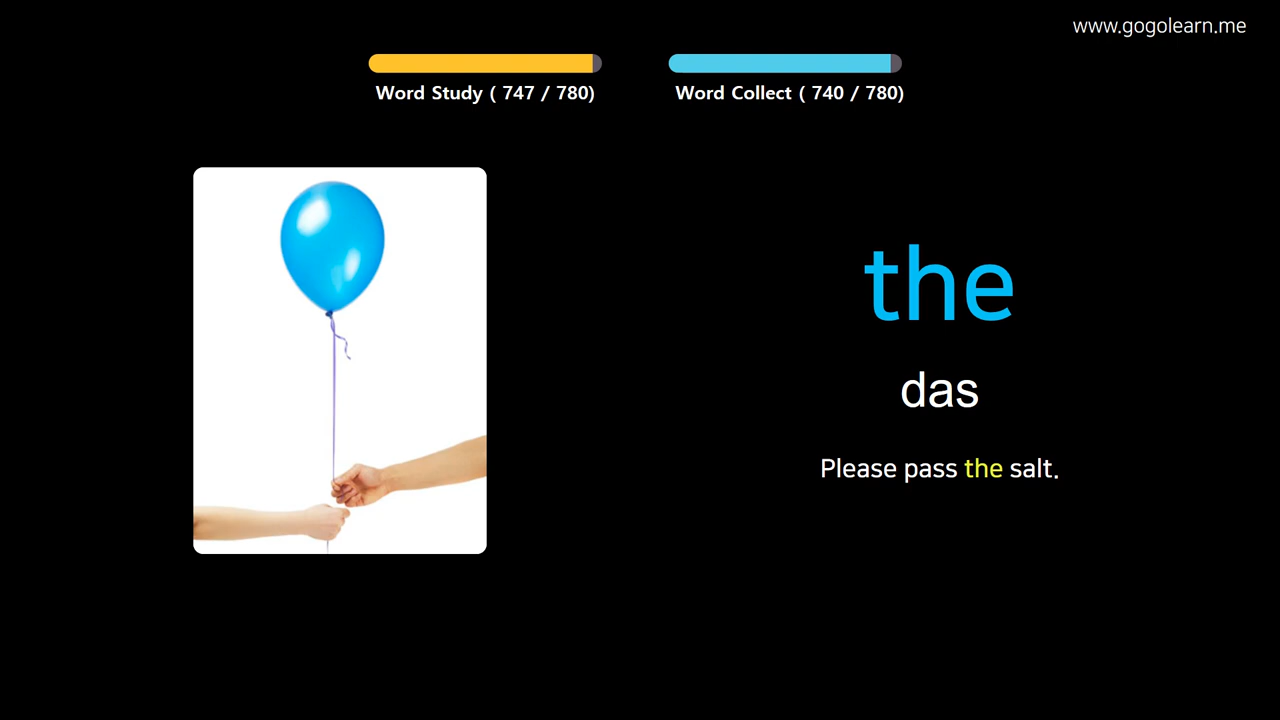 www.gogolearn.me
Word Study ( 747 / 780)
Word Collect ( 740 / 780)
the
das
Please pass the salt.